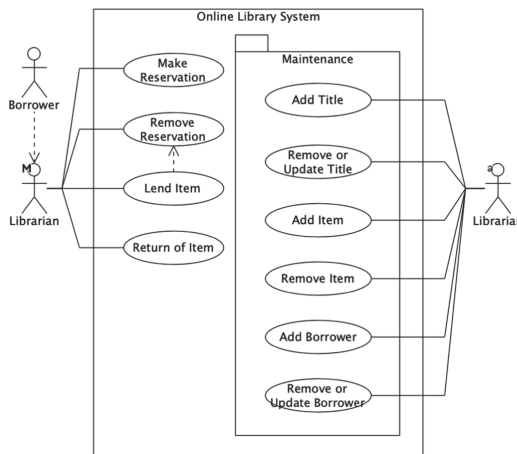 Online Library System
Maintenance
Make
Reservation
Borrower
Add Title
Remove
Reservation
Remove or
Update Title
M
a
Librarian
Lend Item
Librarian
Add Item
Return of Item
Remove Item
Add Borrower
Remove or
Update Borrower